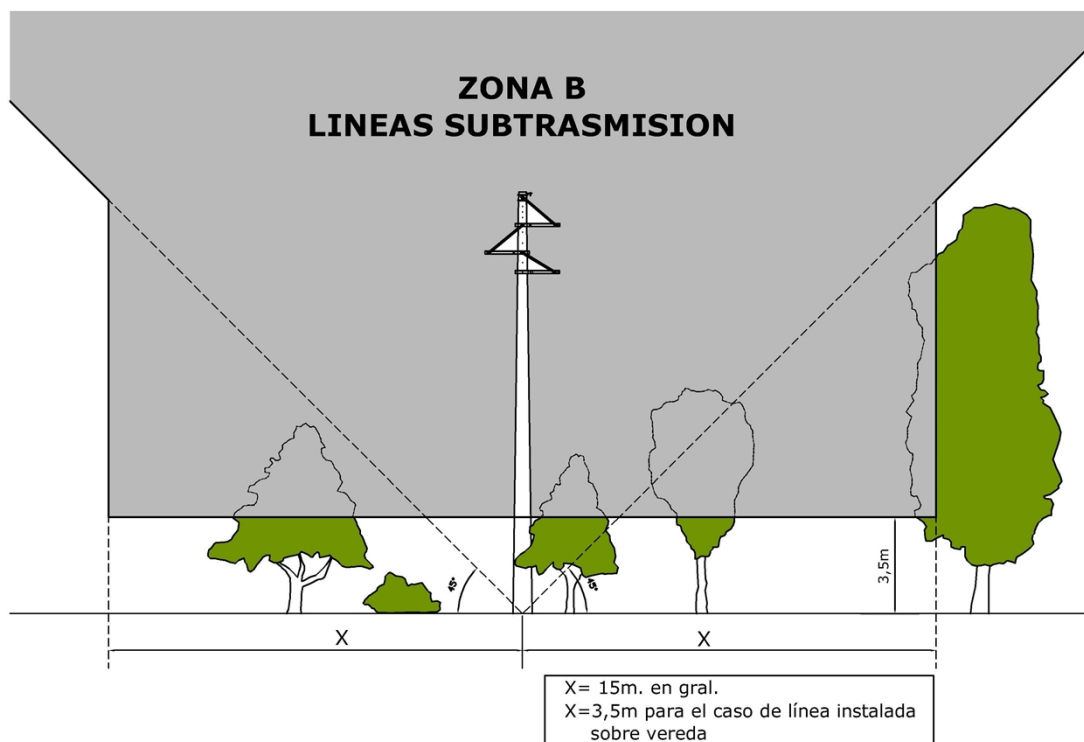 ZONA B
LINEAS SUBTRASMISION
45°
45°
3,5m
X
X
X= 15m. en gral.
X=3,5m para el caso de línea instalada
sobre vereda